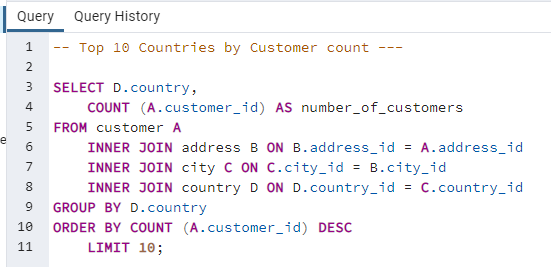 Query Query History
1 -- Top 10 Countries by Customer count ---
2
3 SELECT D.country,
4 COUNT (A.customer_id) AS number_of_customers
5 FROM customer A
6 INNER JOIN address B ON B.address_id = A.address_id
7 INNER JOIN city C ON C.city_id = B.city_id
8 INNER JOIN country D ON D.country_id = C.country_id
9 GROUP BY D.country
10 ORDER BY COUNT (A.customer_id) DESC
11 LIMIT 10;